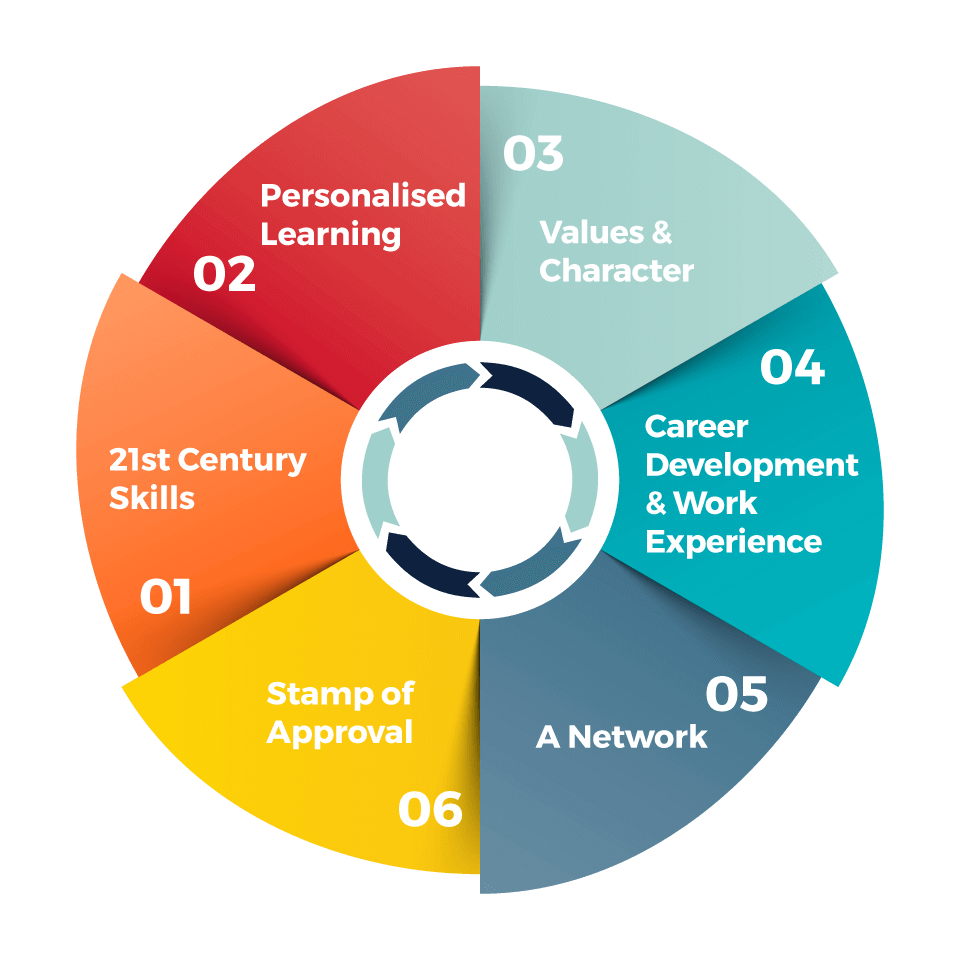 01
21st Century
Skills
02
Personalised
Learning
03
Values &
Character
04
Career
Development
& Work
Experience
05
A Network
06
Stamp of
Approval